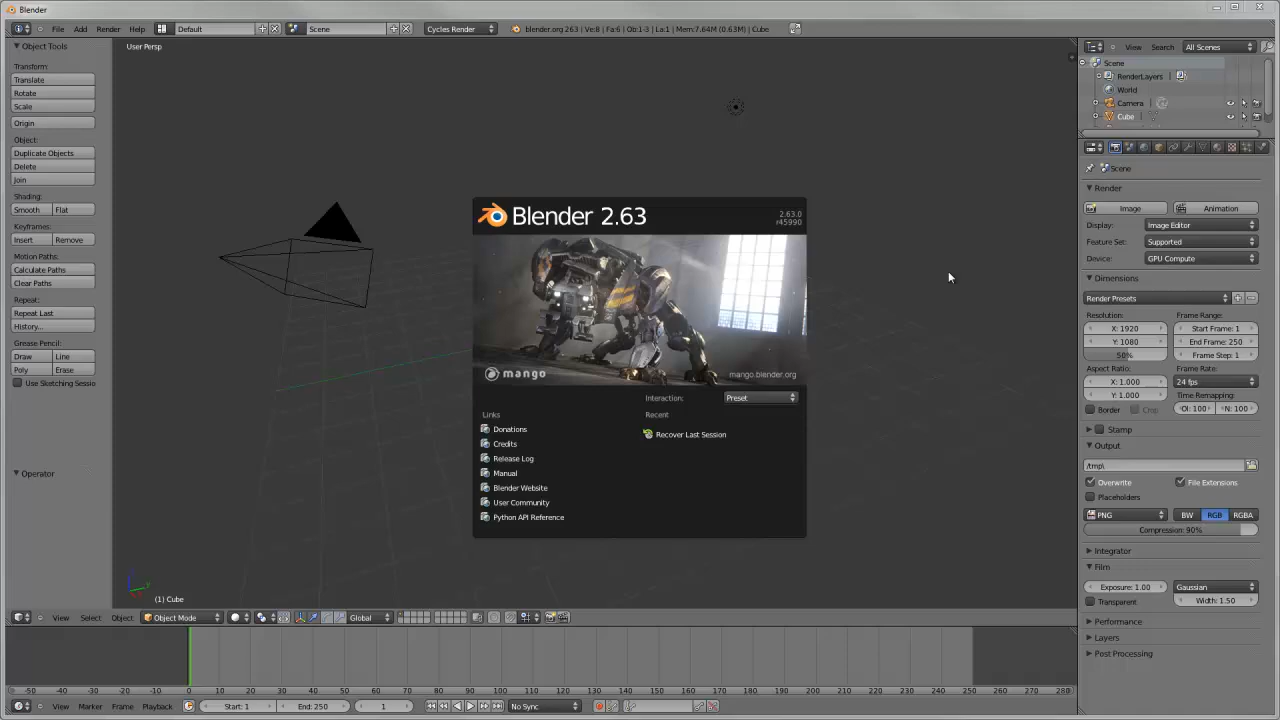 Blender
File Add Render Help Default Scene Cycles Render blender.org 263 | Ve:8 | Fa:6 | Ob:1-3 | La:1 | Mem:7.64M (0.63M) | Cube
Object Tools
Transform:
Translate
Rotate
Scale
Origin
Object:
Duplicate Objects
Delete
Join
Shading:
Smooth Flat
Keyframes:
Insert Remove
Motion Paths:
Calculate Paths
Clear Paths
Repeat:
Repeat Last
History...
Grease Pencil:
Draw Line
Poly Erase
Use Sketching Sessio
Operator
User Persp
Blender 2.63
2.63.0
r45990
mango
mango.blender.org
Interaction: Preset
Links
Donations
Credits
Release Log
Manual
Blender Website
User Community
Python API Reference
Recent
Recover Last Session
(1) Cube
View Select Object Object Mode Global
-50 -40 -30 -20 -10 0 10 20 30 40 50 60 70 80 90 100 110 120 130 140 150 160 170 180 190 200 210 220 230 240 250 260 270 280
View Marker Frame Playback Start: 1 End: 250 1 No Sync
View Search All Scenes
Scene
RenderLayers
World
Camera
Cube
Scene
Render
Image Animation
Display: Image Editor
Feature Set: Supported
Device: GPU Compute
Dimensions
Render Presets
Resolution: Frame Range:
X: 1920 Start Frame: 1
Y: 1080 End Frame: 250
50% Frame Step: 1
Aspect Ratio: Frame Rate:
X: 1.000 24 fps
Y: 1.000 Time Remapping:
Border Crop N: 100
Stamp
Output
/tmp\
Overwrite File Extensions
Placeholders
PNG BW RGB RGBA
Compression: 90%
Integrator
Film
Exposure: 1.00 Gaussian
Transparent Width: 1.50
Performance
Layers
Post Processing